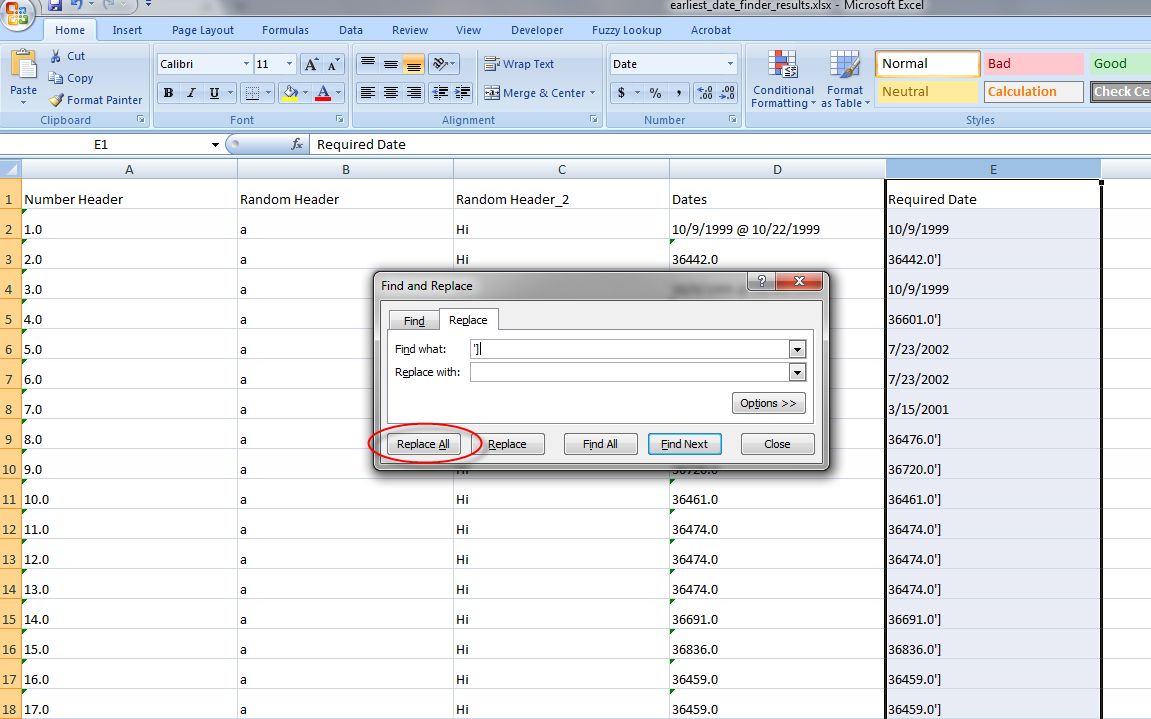 earliest_date_finder_results.xlsx - Microsoft Excel
Home Insert Page Layout Formulas Data Review View Developer Fuzzy Lookup Acrobat
Cut
Copy
Format Painter
Paste
Clipboard
Calibri 11
B I U A A A
Font
Wrap Text
Merge & Center
Alignment
Date
$ % ,
Number
Conditional Formatting
Format as Table
Normal Bad Good
Neutral Calculation Check Ce
Styles
E1 fx Required Date
A B C D E
1 Number Header Random Header Random Header_2 Dates Required Date
2 1.0 a Hi 10/9/1999 @ 10/22/1999 10/9/1999
3 2.0 a Hi 36442.0 36442.0']
4 3.0 a 10/9/1999
5 4.0 a 36601.0']
6 5.0 a 7/23/2002
7 6.0 a 7/23/2002
8 7.0 a 3/15/2001
9 8.0 a 36476.0']
10 9.0 a Hi 36720.0 36720.0']
11 10.0 a Hi 36461.0 36461.0']
12 11.0 a Hi 36474.0 36474.0']
13 12.0 a Hi 36474.0 36474.0']
14 13.0 a Hi 36474.0 36474.0']
15 14.0 a Hi 36691.0 36691.0']
16 15.0 a Hi 36836.0 36836.0']
17 16.0 a Hi 36459.0 36459.0']
18 17.0 a Hi 36459.0 36459.0']
Find and Replace
? X
Find Replace
Find what: ']
Replace with:
Options >>
Replace All Replace Find All Find Next Close